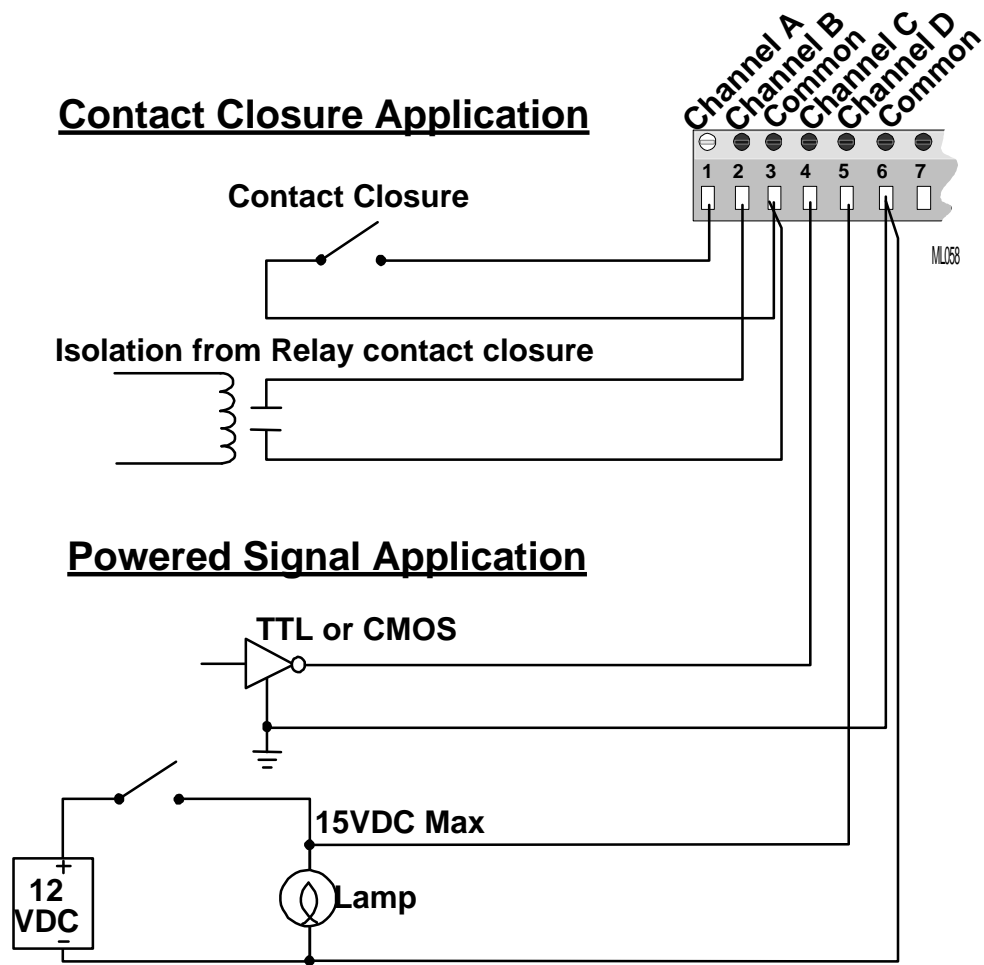 Channel A
Channel B
Common
Channel C
Channel D
Common
Contact Closure Application
1 2 3 4 5 6 7
Contact Closure
ML058
Isolation from Relay contact closure
Powered Signal Application
TTL or CMOS
15VDC Max
+
12
VDC
-
Lamp